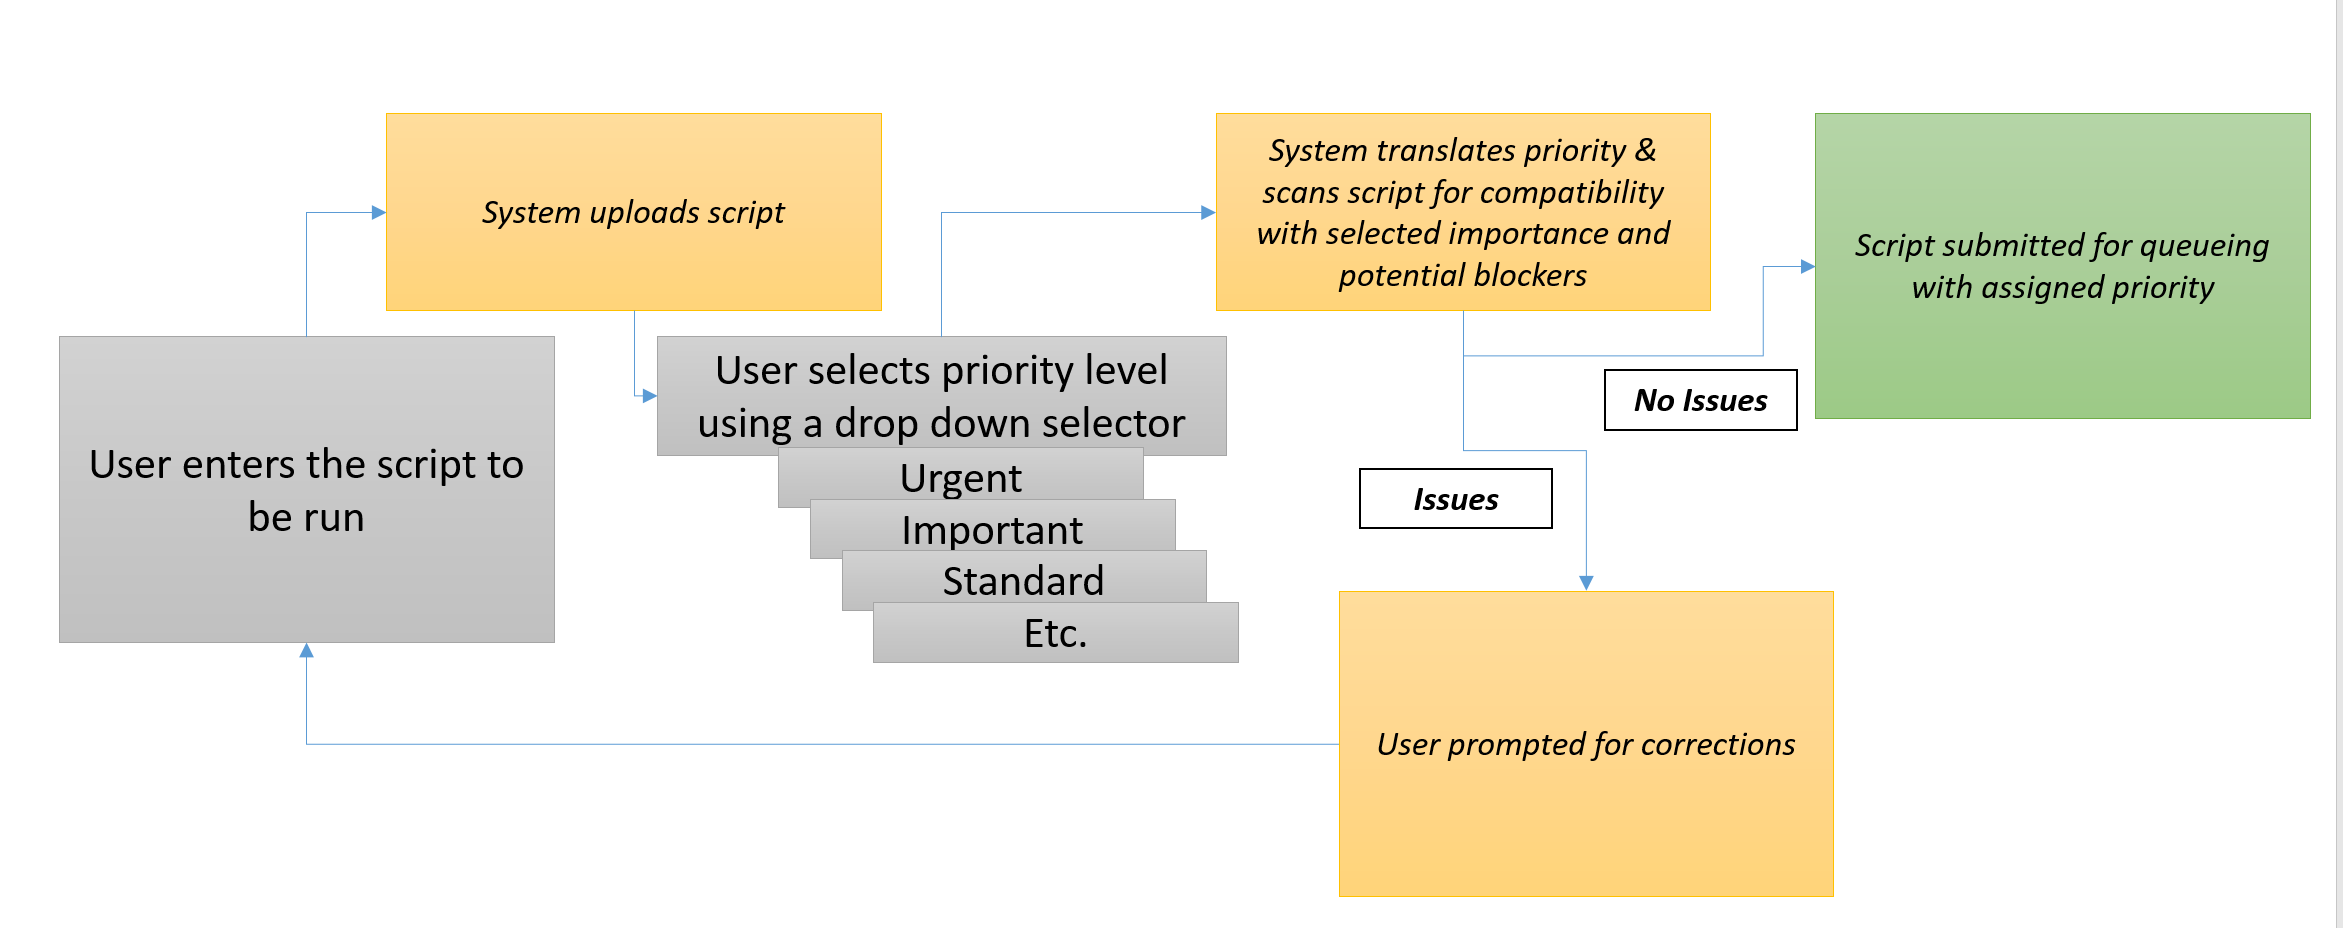 System uploads script
System translates priority &
scans script for compatibility
with selected importance and
potential blockers
Script submitted for queueing
with assigned priority
User enters the script to
be run
User selects priority level
using a drop down selector
Urgent
Important
Standard
Etc.
No Issues
Issues
User prompted for corrections